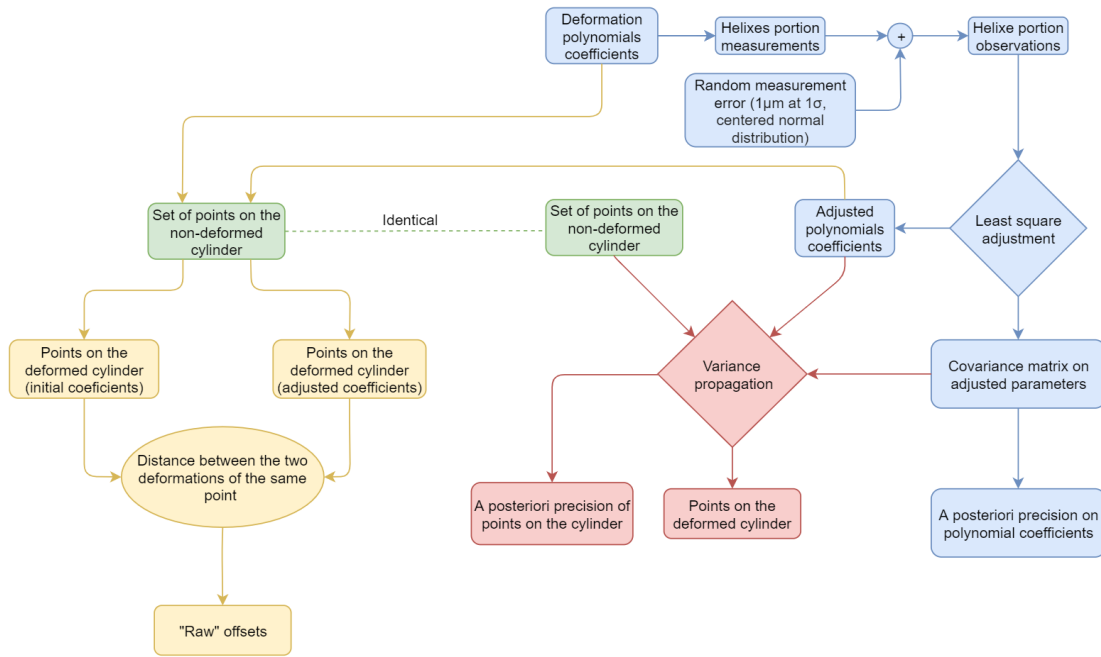 Deformation
polynomials
coefficients
Helixes portion
measurements
+
Helixe portion
observations
Random measurement
error (1µm at 1σ,
centered normal
distribution)
Set of points on the
non-deformed
cylinder
Identical
Set of points on the
non-deformed
cylinder
Adjusted
polynomials
coefficients
Least square
adjustment
Points on the
deformed cylinder
(initial coeficients)
Points on the
deformed cylinder
(adjusted coefficients)
Variance
propagation
Covariance matrix on
adjusted parameters
Distance between the two
deformations of the same
point
A posteriori precision of
points on the cylinder
Points on the
deformed cylinder
A posteriori precision on
polynomial coefficients
"Raw" offsets